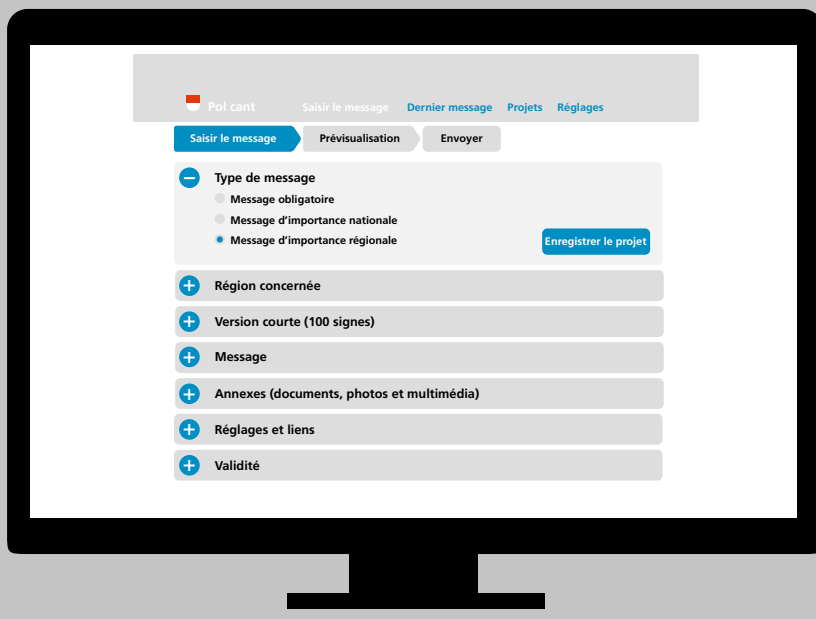 Pol cant Saisir le message Dernier message Projets Réglages
Saisir le message Prévisualisation Envoyer
Type de message
Message obligatoire
Message d’importance nationale
Message d’importance régionale Enregistrer le projet
Région concernée
Version courte (100 signes)
Message
Annexes (documents, photos et multimédia)
Réglages et liens
Validité